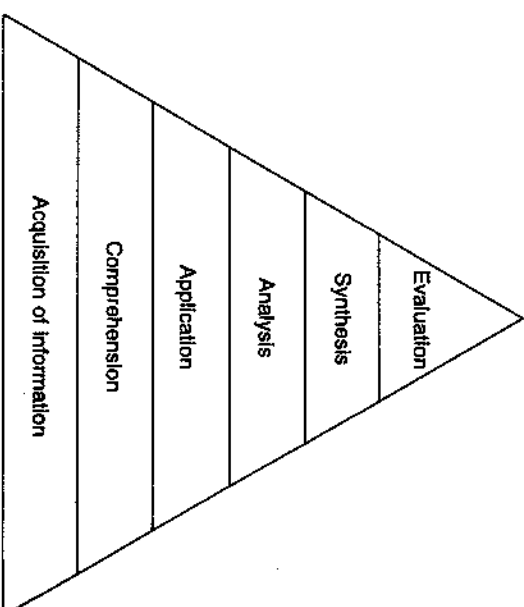 Evaluation
Synthesis
Analysis
Application
Comprehension
Acquisition of information